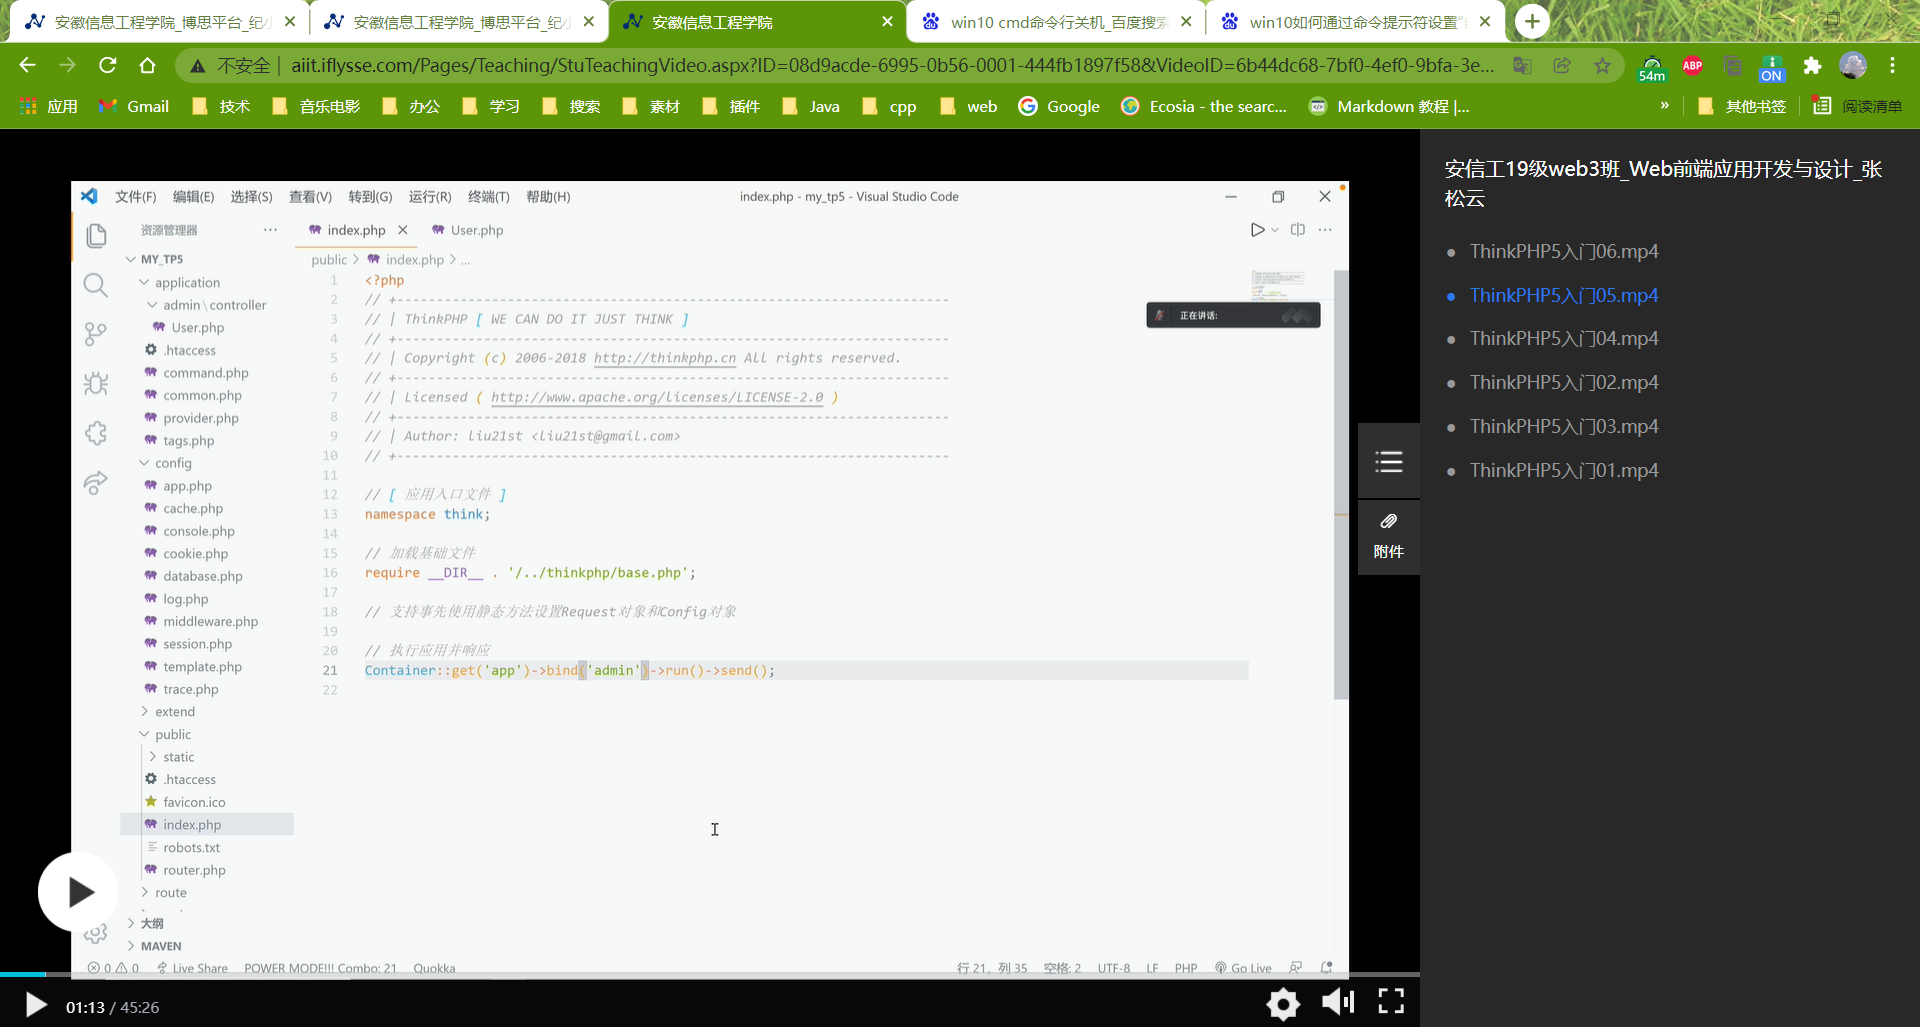 安徽信息工程学院_博思平台_纪
安徽信息工程学院_博思平台_纪
安徽信息工程学院
win10 cmd命令行关机_百度搜索
win10如何通过命令提示符设置"
不安全 | aiit.iflysse.com/Pages/Teaching/StuTeachingVideo.aspx?ID=08d9acde-6995-0b56-0001-444fb1897f58&VideoID=6b44dc68-7bf0-4ef0-9bfa-3e...
54m
ABP
ON
应用 Gmail 技术 音乐电影 办公 学习 搜索 素材 插件 Java cpp web Google Ecosia - the searc... Markdown 教程 |... » 其他书签 阅读清单
文件(F) 编辑(E) 选择(S) 查看(V) 转到(G) 运行(R) 终端(T) 帮助(H) index.php - my_tp5 - Visual Studio Code
资源管理器 ...
MY_TP5
application
admin\controller
User.php
.htaccess
command.php
common.php
provider.php
tags.php
config
app.php
cache.php
console.php
cookie.php
database.php
log.php
middleware.php
session.php
template.php
trace.php
extend
public
static
.htaccess
favicon.ico
index.php
robots.txt
router.php
route
大纲
MAVEN
index.php User.php
public > index.php > ...
1 <?php
2 // +----------------------------------------------------------------------
3 // | ThinkPHP [ WE CAN DO IT JUST THINK ]
4 // +----------------------------------------------------------------------
5 // | Copyright (c) 2006-2018 http://thinkphp.cn All rights reserved.
6 // +----------------------------------------------------------------------
7 // | Licensed ( http://www.apache.org/licenses/LICENSE-2.0 )
8 // +----------------------------------------------------------------------
9 // | Author: liu21st <liu21st@gmail.com>
10 // +----------------------------------------------------------------------
11
12 // [ 应用入口文件 ]
13 namespace think;
14
15 // 加载基础文件
16 require __DIR__ . '/../thinkphp/base.php';
17
18 // 支持事先使用静态方法设置Request对象和Config对象
19
20 // 执行应用并响应
21 Container::get('app')->bind('admin')->run()->send();
22
正在讲话:
0 0 Live Share POWER MODE!!! Combo: 21 Quokka 行 21, 列 35 空格: 2 UTF-8 LF PHP Go Live
01:13 / 45:26
附件
安信工19级web3班_Web前端应用开发与设计_张
松云
ThinkPHP5入门06.mp4
ThinkPHP5入门05.mp4
ThinkPHP5入门04.mp4
ThinkPHP5入门02.mp4
ThinkPHP5入门03.mp4
ThinkPHP5入门01.mp4